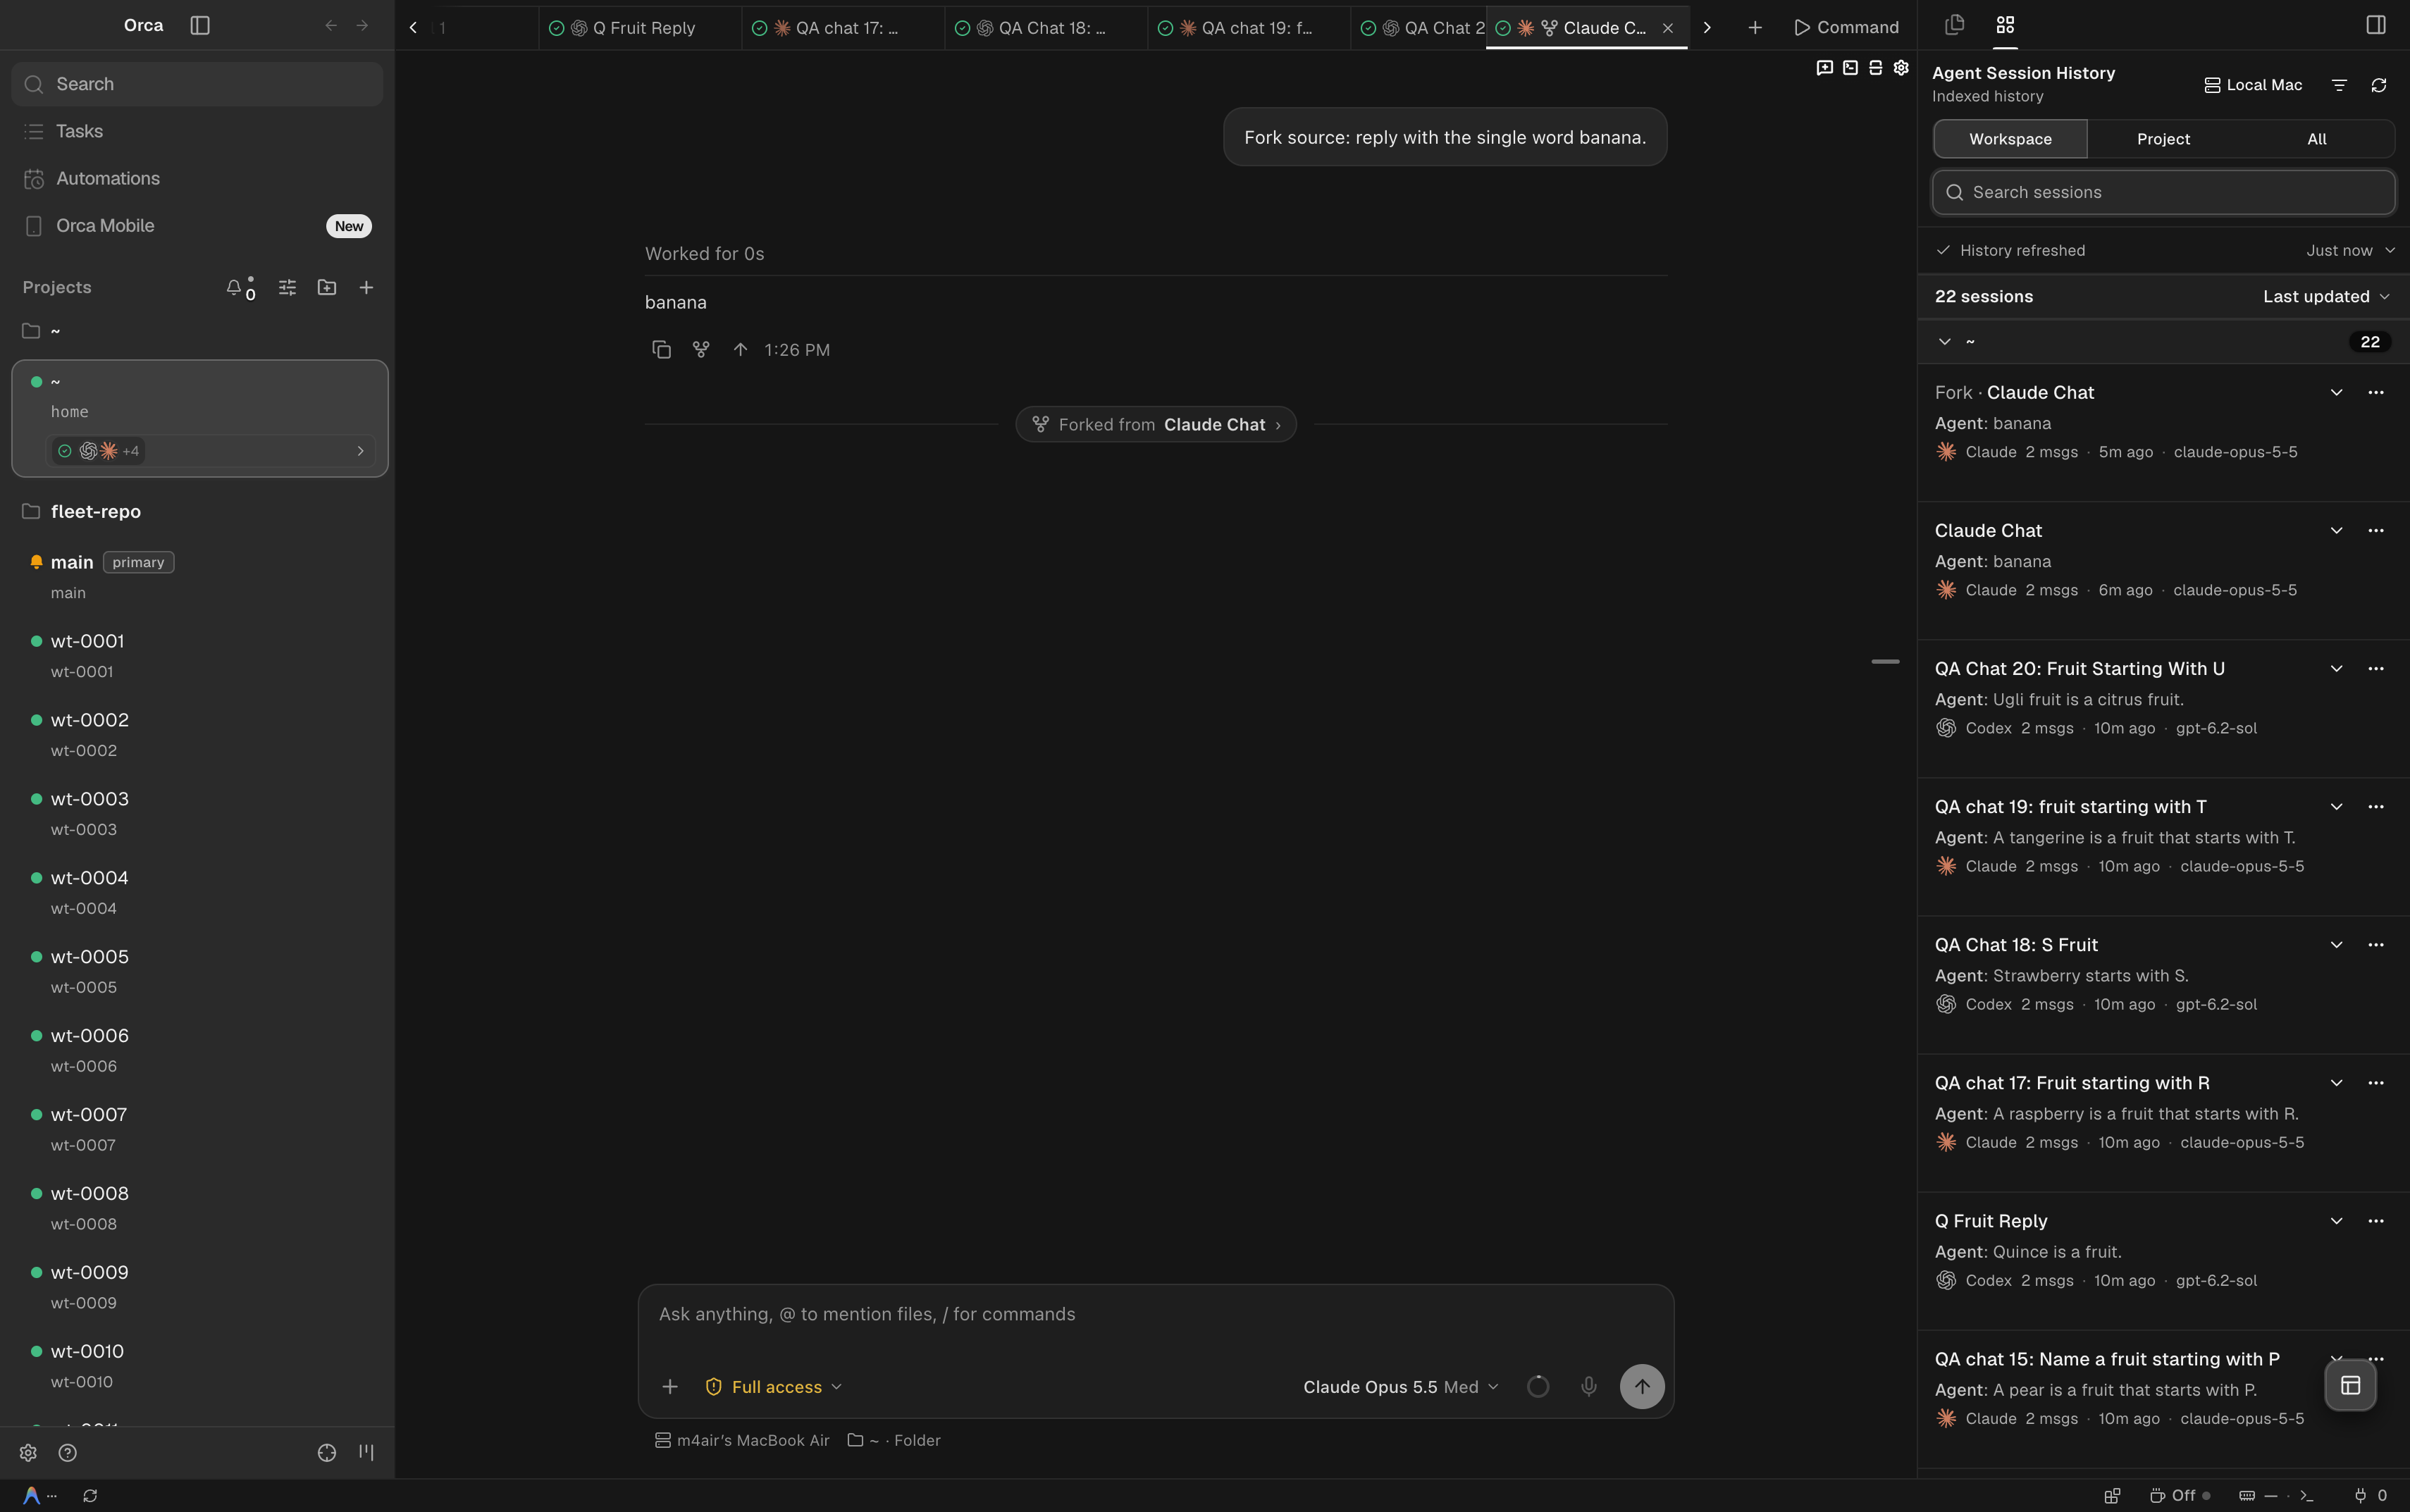 Orca
Search
Tasks
Automations
Orca Mobile
New
Projects
0
~
~
home
+4
fleet-repo
main
primary
main
wt-0001
wt-0001
wt-0002
wt-0002
wt-0003
wt-0003
wt-0004
wt-0004
wt-0005
wt-0005
wt-0006
wt-0006
wt-0007
wt-0007
wt-0008
wt-0008
wt-0009
wt-0009
wt-0010
wt-0010
1
Q Fruit Reply
QA chat 17: ...
QA Chat 18: ...
QA chat 19: f...
QA Chat 2
Claude C...
Command
Fork source: reply with the single word banana.
Worked for 0s
banana
1:26 PM
Forked from Claude Chat ›
Ask anything, @ to mention files, / for commands
Full access
Claude Opus 5.5 Med
m4air's MacBook Air
~ · Folder
Agent Session History
Indexed history
Local Mac
Workspace
Project
All
Search sessions
History refreshed
Just now
22 sessions
Last updated
~
22
Fork · Claude Chat
Agent: banana
Claude 2 msgs · 5m ago · claude-opus-5-5
Claude Chat
Agent: banana
Claude 2 msgs · 6m ago · claude-opus-5-5
QA Chat 20: Fruit Starting With U
Agent: Ugli fruit is a citrus fruit.
Codex 2 msgs · 10m ago · gpt-6.2-sol
QA chat 19: fruit starting with T
Agent: A tangerine is a fruit that starts with T.
Claude 2 msgs · 10m ago · claude-opus-5-5
QA Chat 18: S Fruit
Agent: Strawberry starts with S.
Codex 2 msgs · 10m ago · gpt-6.2-sol
QA chat 17: Fruit starting with R
Agent: A raspberry is a fruit that starts with R.
Claude 2 msgs · 10m ago · claude-opus-5-5
Q Fruit Reply
Agent: Quince is a fruit.
Codex 2 msgs · 10m ago · gpt-6.2-sol
QA chat 15: Name a fruit starting with P
Agent: A pear is a fruit that starts with P.
Claude 2 msgs · 10m ago · claude-opus-5-5
Off
— ·
0